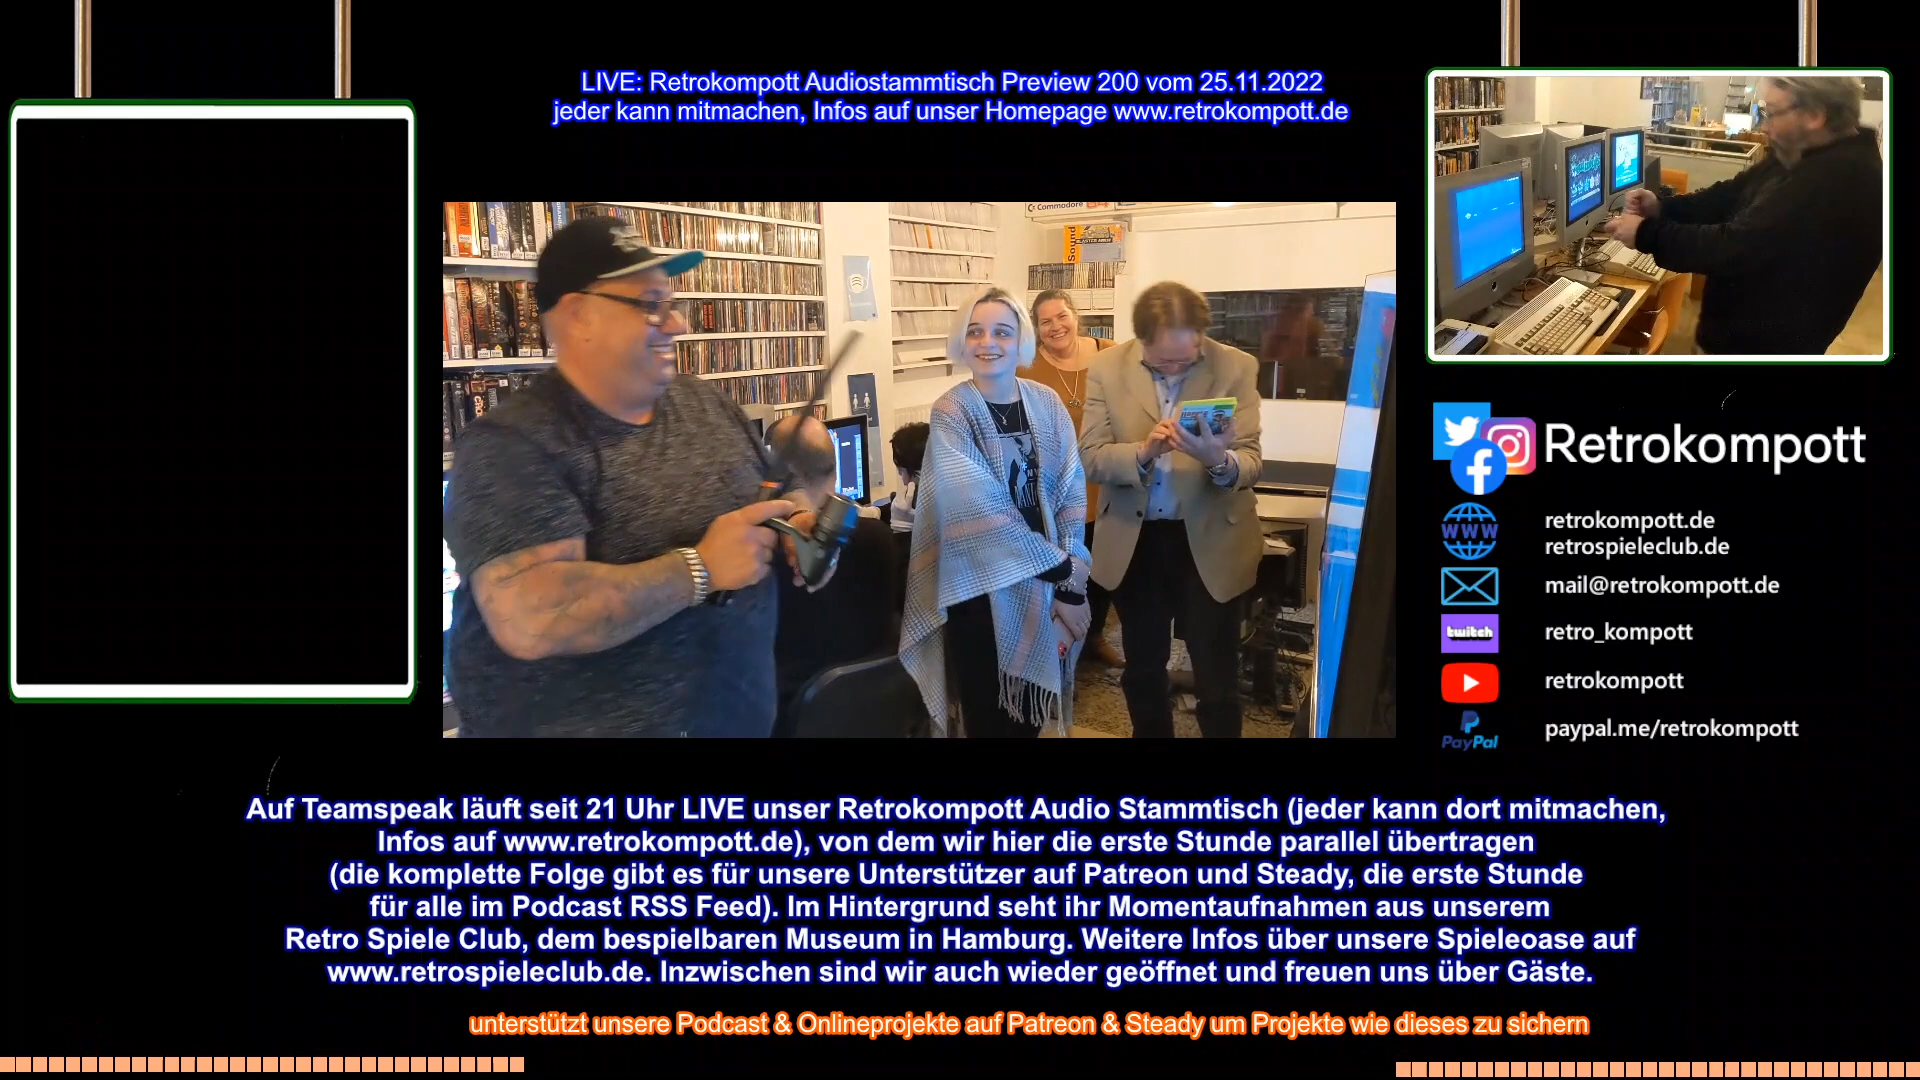 LIVE: Retrokompott Audiostammtisch Preview 200 vom 25.11.2022
jeder kann mitmachen, Infos auf unser Homepage www.retrokompott.de
Commodore
Sound
BLASTER
Retrokompott
www
retrokompott.de
retrospieleclub.de
mail@retrokompott.de
twitch
retro_kompott
retrokompott
PayPal
paypal.me/retrokompott
Auf Teamspeak läuft seit 21 Uhr LIVE unser Retrokompott Audio Stammtisch (jeder kann dort mitmachen,
Infos auf www.retrokompott.de), von dem wir hier die erste Stunde parallel übertragen
(die komplette Folge gibt es für unsere Unterstützer auf Patreon und Steady, die erste Stunde
für alle im Podcast RSS Feed). Im Hintergrund seht ihr Momentaufnahmen aus unserem
Retro Spiele Club, dem bespielbaren Museum in Hamburg. Weitere Infos über unsere Spieleoase auf
www.retrospieleclub.de. Inzwischen sind wir auch wieder geöffnet und freuen uns über Gäste.
unterstützt unsere Podcast & Onlineprojekte auf Patreon & Steady um Projekte wie dieses zu sichern